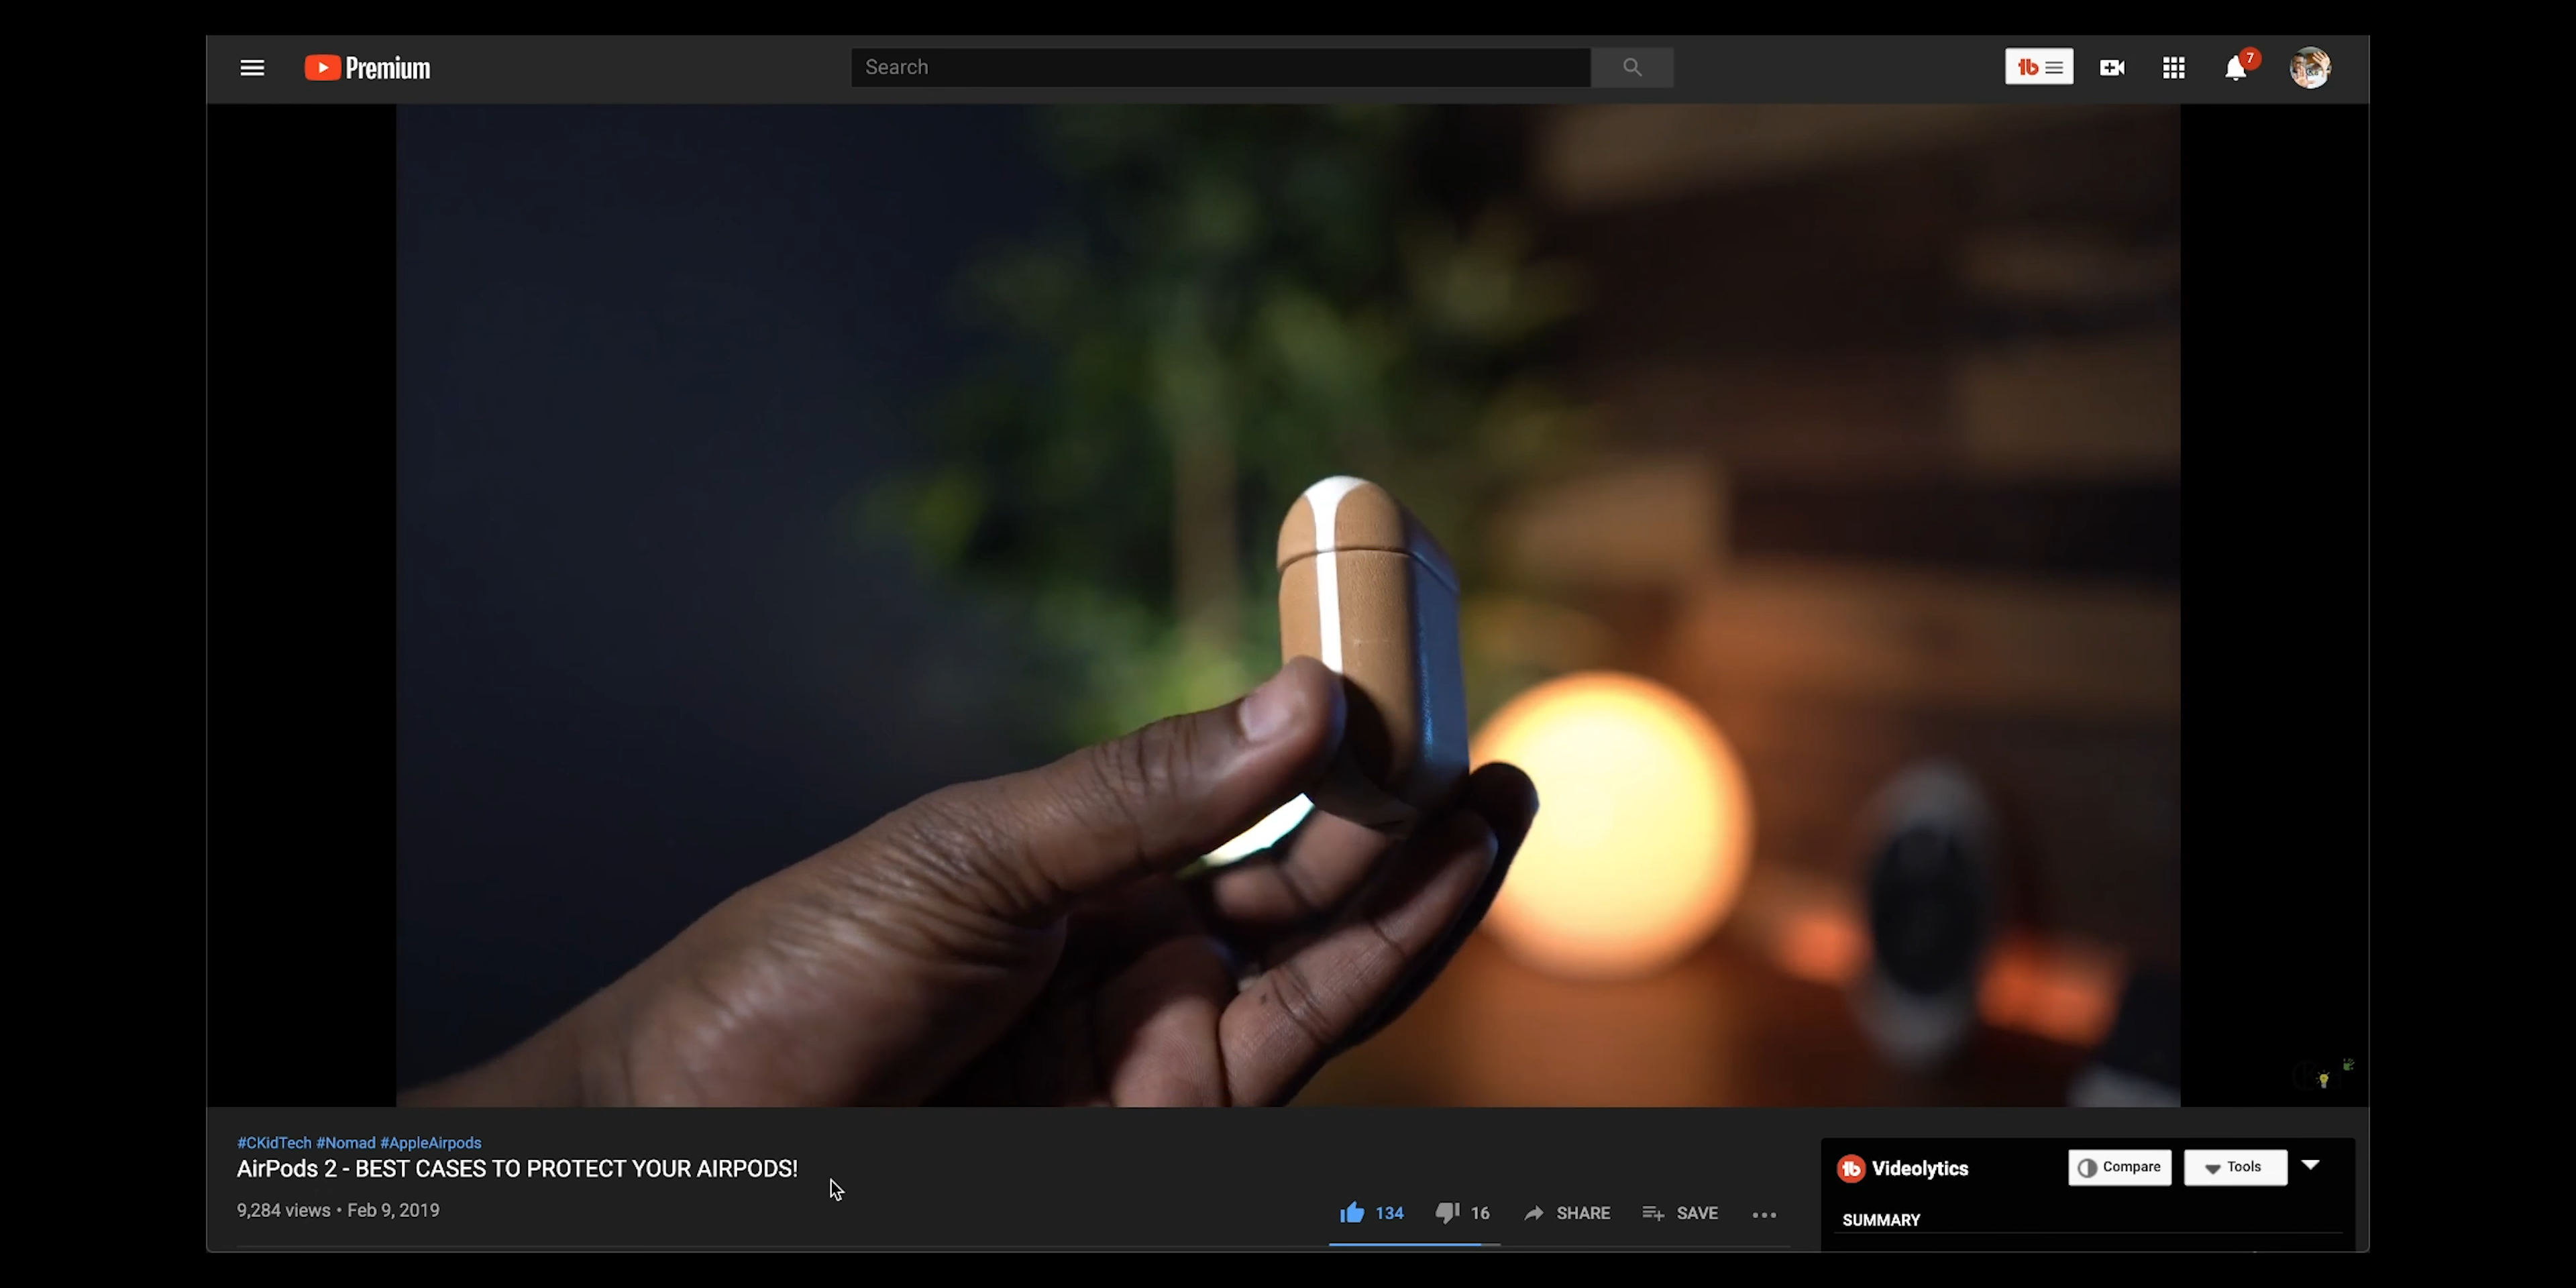 Premium
Search
7
#CKidTech #Nomad #AppleAirpods
AirPods 2 - BEST CASES TO PROTECT YOUR AIRPODS!
9,284 views • Feb 9, 2019
134
16
SHARE
SAVE
Videolytics
Compare
Tools
SUMMARY